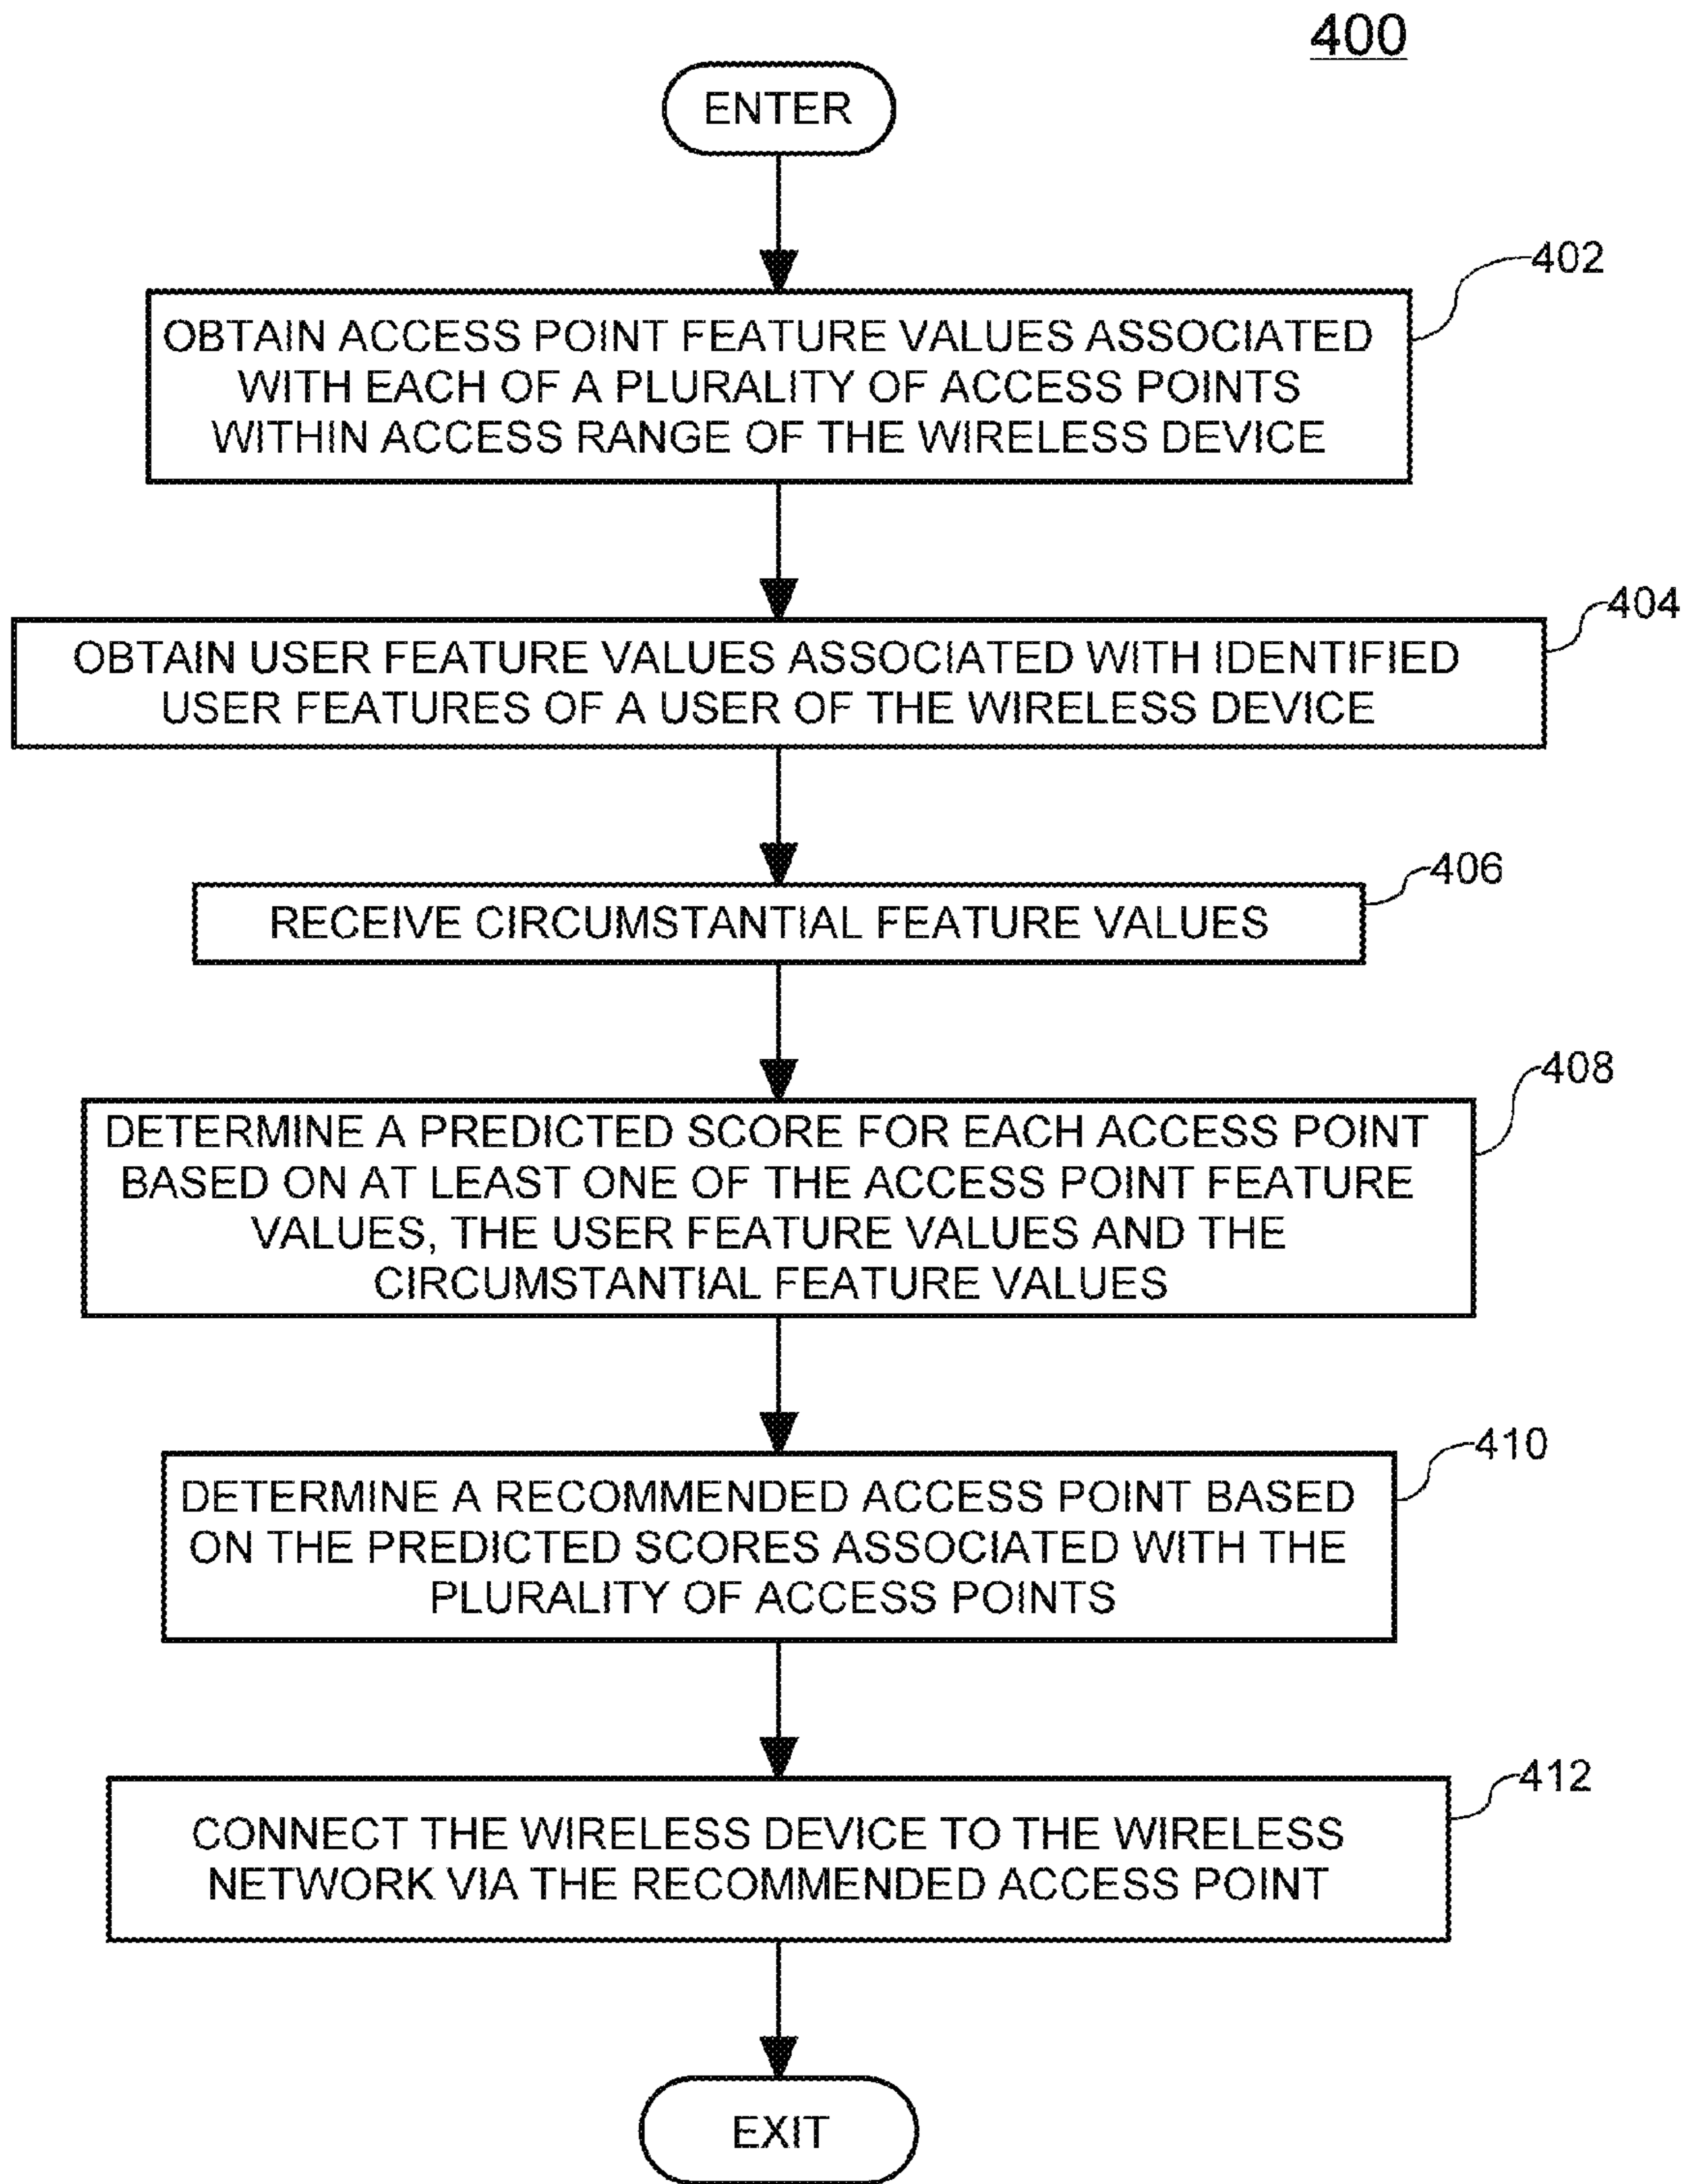 400
ENTER
402
OBTAIN ACCESS POINT FEATURE VALUES ASSOCIATED
WITH EACH OF A PLURALITY OF ACCESS POINTS
WITHIN ACCESS RANGE OF THE WIRELESS DEVICE
404
OBTAIN USER FEATURE VALUES ASSOCIATED WITH IDENTIFIED
USER FEATURES OF A USER OF THE WIRELESS DEVICE
406
RECEIVE CIRCUMSTANTIAL FEATURE VALUES
408
DETERMINE A PREDICTED SCORE FOR EACH ACCESS POINT
BASED ON AT LEAST ONE OF THE ACCESS POINT FEATURE
VALUES, THE USER FEATURE VALUES AND THE
CIRCUMSTANTIAL FEATURE VALUES
410
DETERMINE A RECOMMENDED ACCESS POINT BASED
ON THE PREDICTED SCORES ASSOCIATED WITH THE
PLURALITY OF ACCESS POINTS
412
CONNECT THE WIRELESS DEVICE TO THE WIRELESS
NETWORK VIA THE RECOMMENDED ACCESS POINT
EXIT